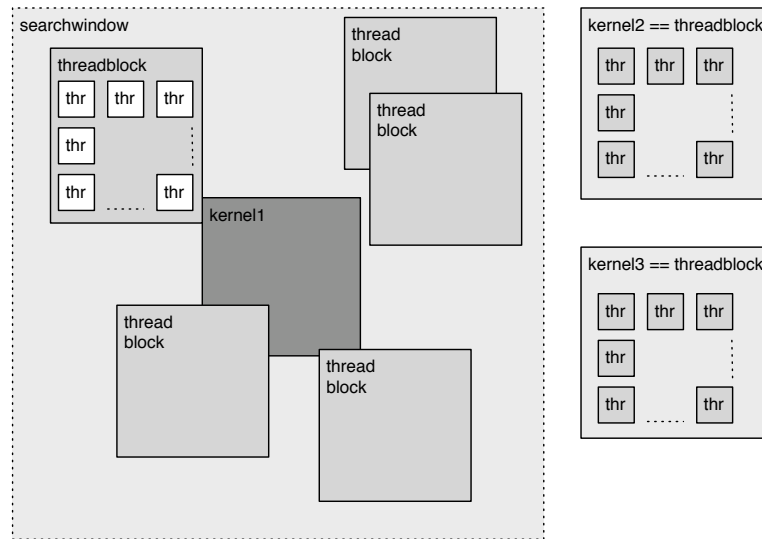 searchwindow
threadblock
thr thr thr
thr
thr thr
thread
block
thread
block
kernel1
thread
block
thread
block
kernel2 == threadblock
thr thr thr
thr
thr thr
kernel3 == threadblock
thr thr thr
thr
thr thr